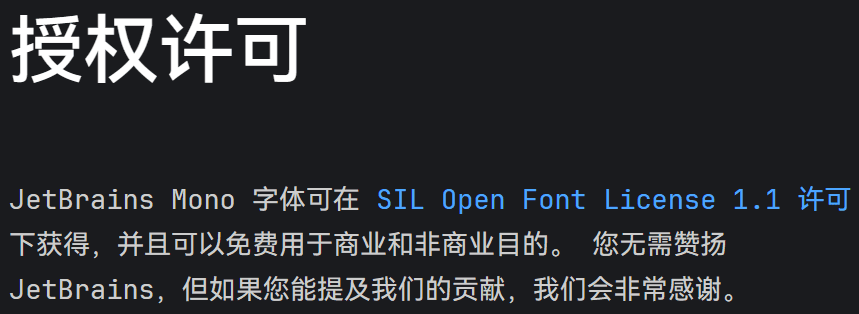 授权许可
JetBrains Mono 字体可在 SIL Open Font License 1.1 许可
下获得，并且可以免费用于商业和非商业目的。 您无需赞扬
JetBrains，但如果您能提及我们的贡献，我们会非常感谢。